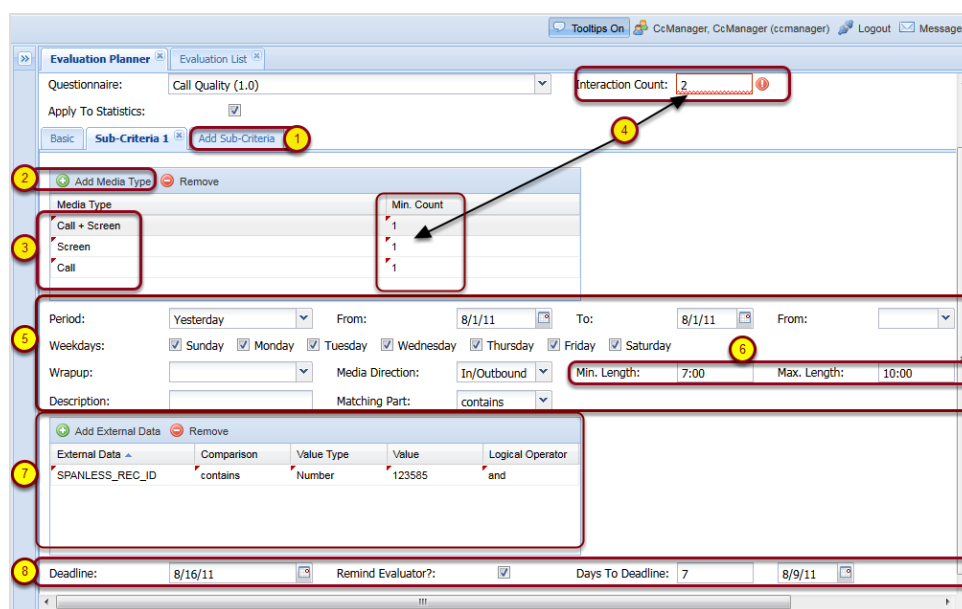 Tooltips On CcManager, CcManager (ccmanager) Logout Message
Evaluation Planner Evaluation List
Questionnaire: Call Quality (1.0) Interaction Count: 2
Apply To Statistics:
Basic Sub-Criteria 1 Add Sub-Criteria 1
4
2 Add Media Type Remove
Media Type Min. Count
Call + Screen 1
3 Screen 1
Call 1
Period: Yesterday From: 8/1/11 To: 8/1/11 From:
5 Weekdays: Sunday Monday Tuesday Wednesday Thursday Friday Saturday
6
Wrapup: Media Direction: In/Outbound Min. Length: 7:00 Max. Length: 10:00
Description: Matching Part: contains
Add External Data Remove
External Data Comparison Value Type Value Logical Operator
7 SPANLESS_REC_ID contains Number 123585 and
8 Deadline: 8/16/11 Remind Evaluator?: Days To Deadline: 7 8/9/11